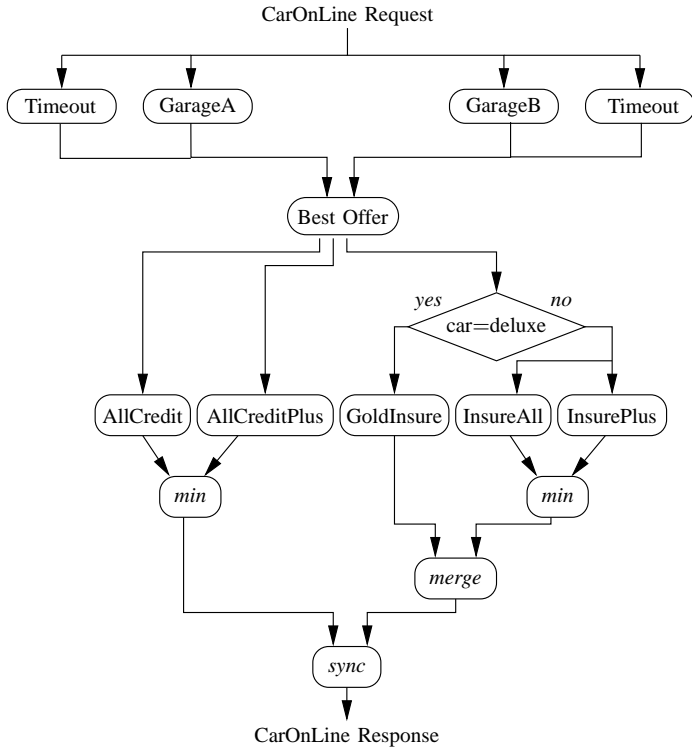 CarOnLine Request
Timeout
GarageA
GarageB
Timeout
Best Offer
yes
no
car=deluxe
AllCredit
AllCreditPlus
GoldInsure
InsureAll
InsurePlus
min
min
merge
sync
CarOnLine Response